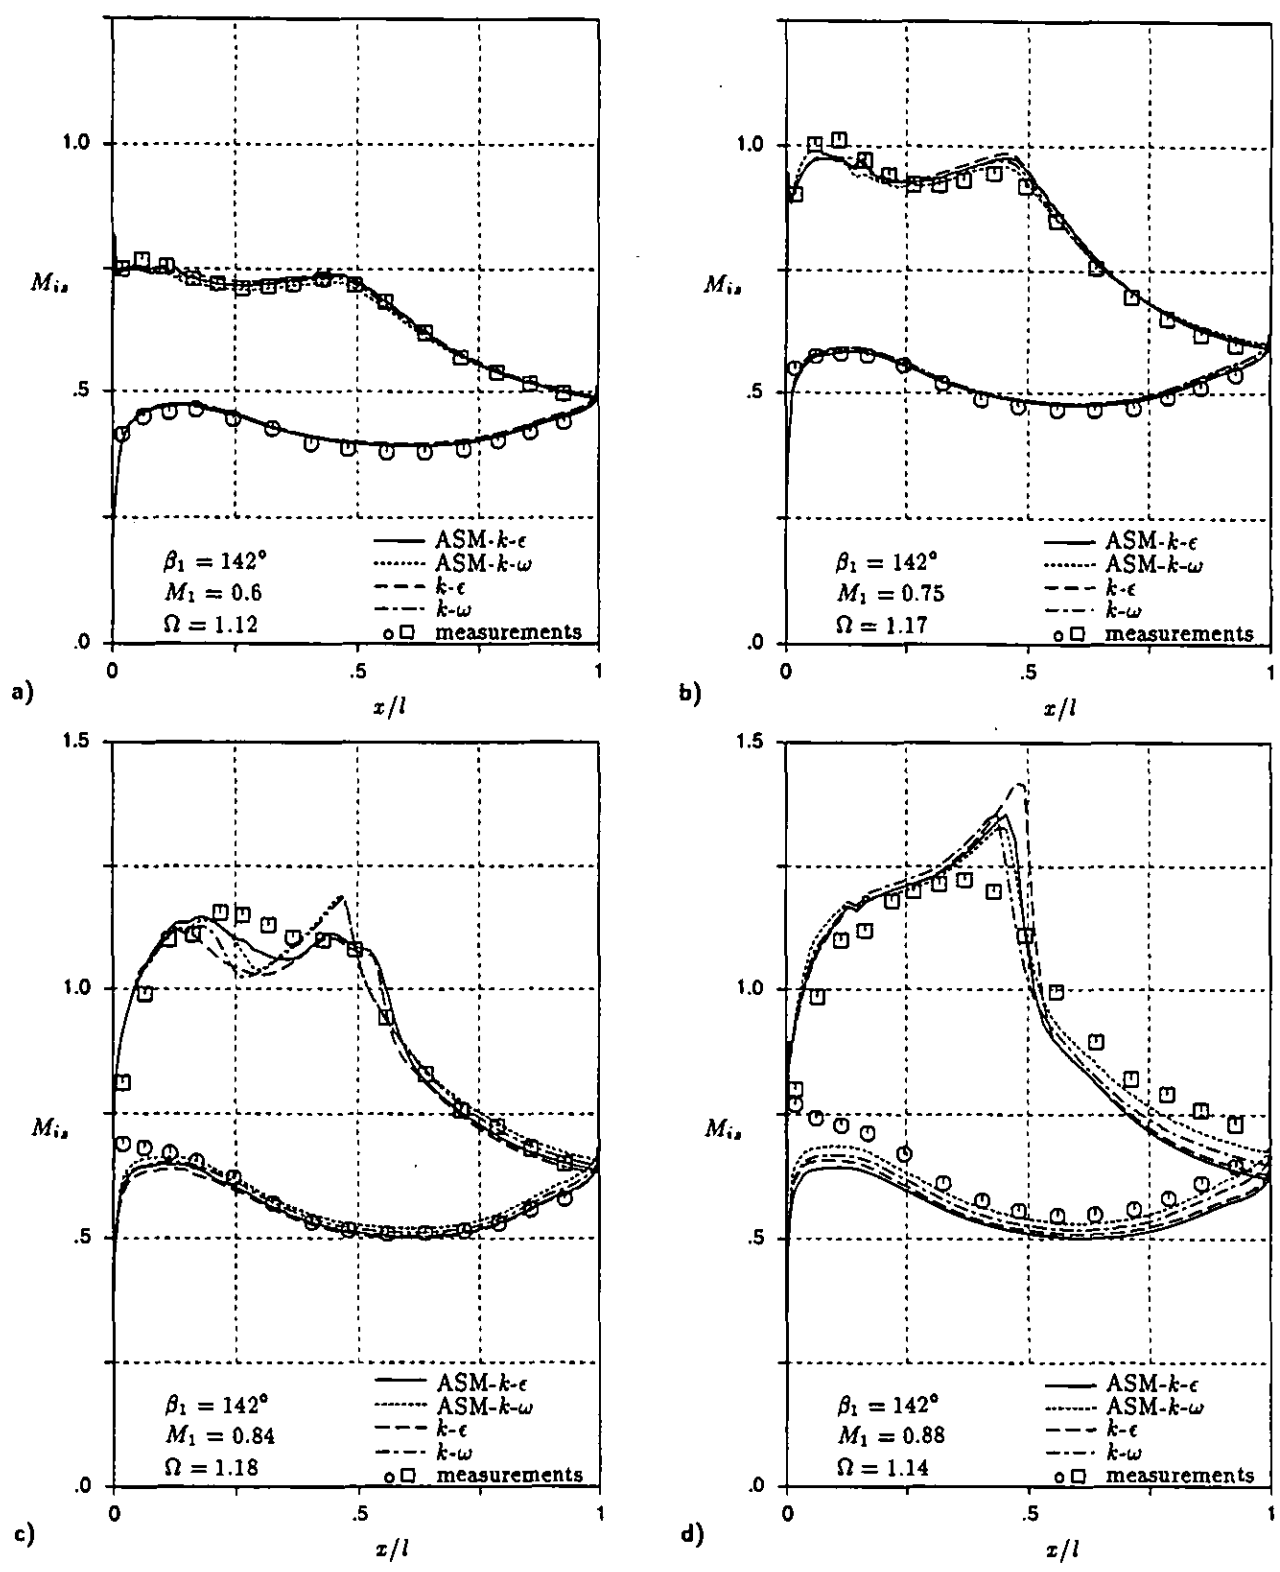 1.0
M_is
.5
β₁ = 142°
M₁ = 0.6
Ω = 1.12
ASM-k-ε
ASM-k-ω
k-ε
k-ω
measurements
.0
0
.5
1
a)
x/l
1.0
M_is
.5
β₁ = 142°
M₁ = 0.75
Ω = 1.17
ASM-k-ε
ASM-k-ω
k-ε
k-ω
measurements
.0
0
.5
1
b)
x/l
1.5
1.0
M_is
.5
β₁ = 142°
M₁ = 0.84
Ω = 1.18
ASM-k-ε
ASM-k-ω
k-ε
k-ω
measurements
.0
0
.5
1
c)
x/l
1.5
1.0
M_is
.5
β₁ = 142°
M₁ = 0.88
Ω = 1.14
ASM-k-ε
ASM-k-ω
k-ε
k-ω
measurements
.0
0
.5
1
d)
x/l